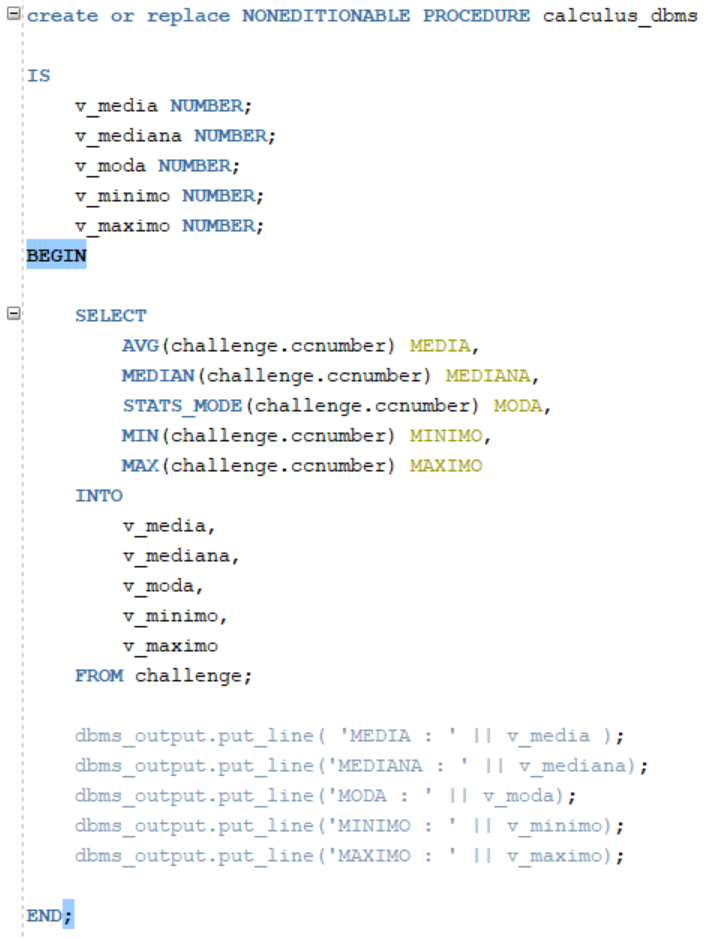 create or replace NONEDITIONABLE PROCEDURE calculus_dbms
IS
v_media NUMBER;
v_mediana NUMBER;
v_moda NUMBER;
v_minimo NUMBER;
v_maximo NUMBER;
BEGIN
SELECT
AVG(challenge.ccnumber) MEDIA,
MEDIAN(challenge.ccnumber) MEDIANA,
STATS_MODE(challenge.ccnumber) MODA,
MIN(challenge.ccnumber) MINIMO,
MAX(challenge.ccnumber) MAXIMO
INTO
v_media,
v_mediana,
v_moda,
v_minimo,
v_maximo
FROM challenge;
dbms_output.put_line( 'MEDIA : ' || v_media );
dbms_output.put_line('MEDIANA : ' || v_mediana);
dbms_output.put_line('MODA : ' || v_moda);
dbms_output.put_line('MINIMO : ' || v_minimo);
dbms_output.put_line('MAXIMO : ' || v_maximo);
END;